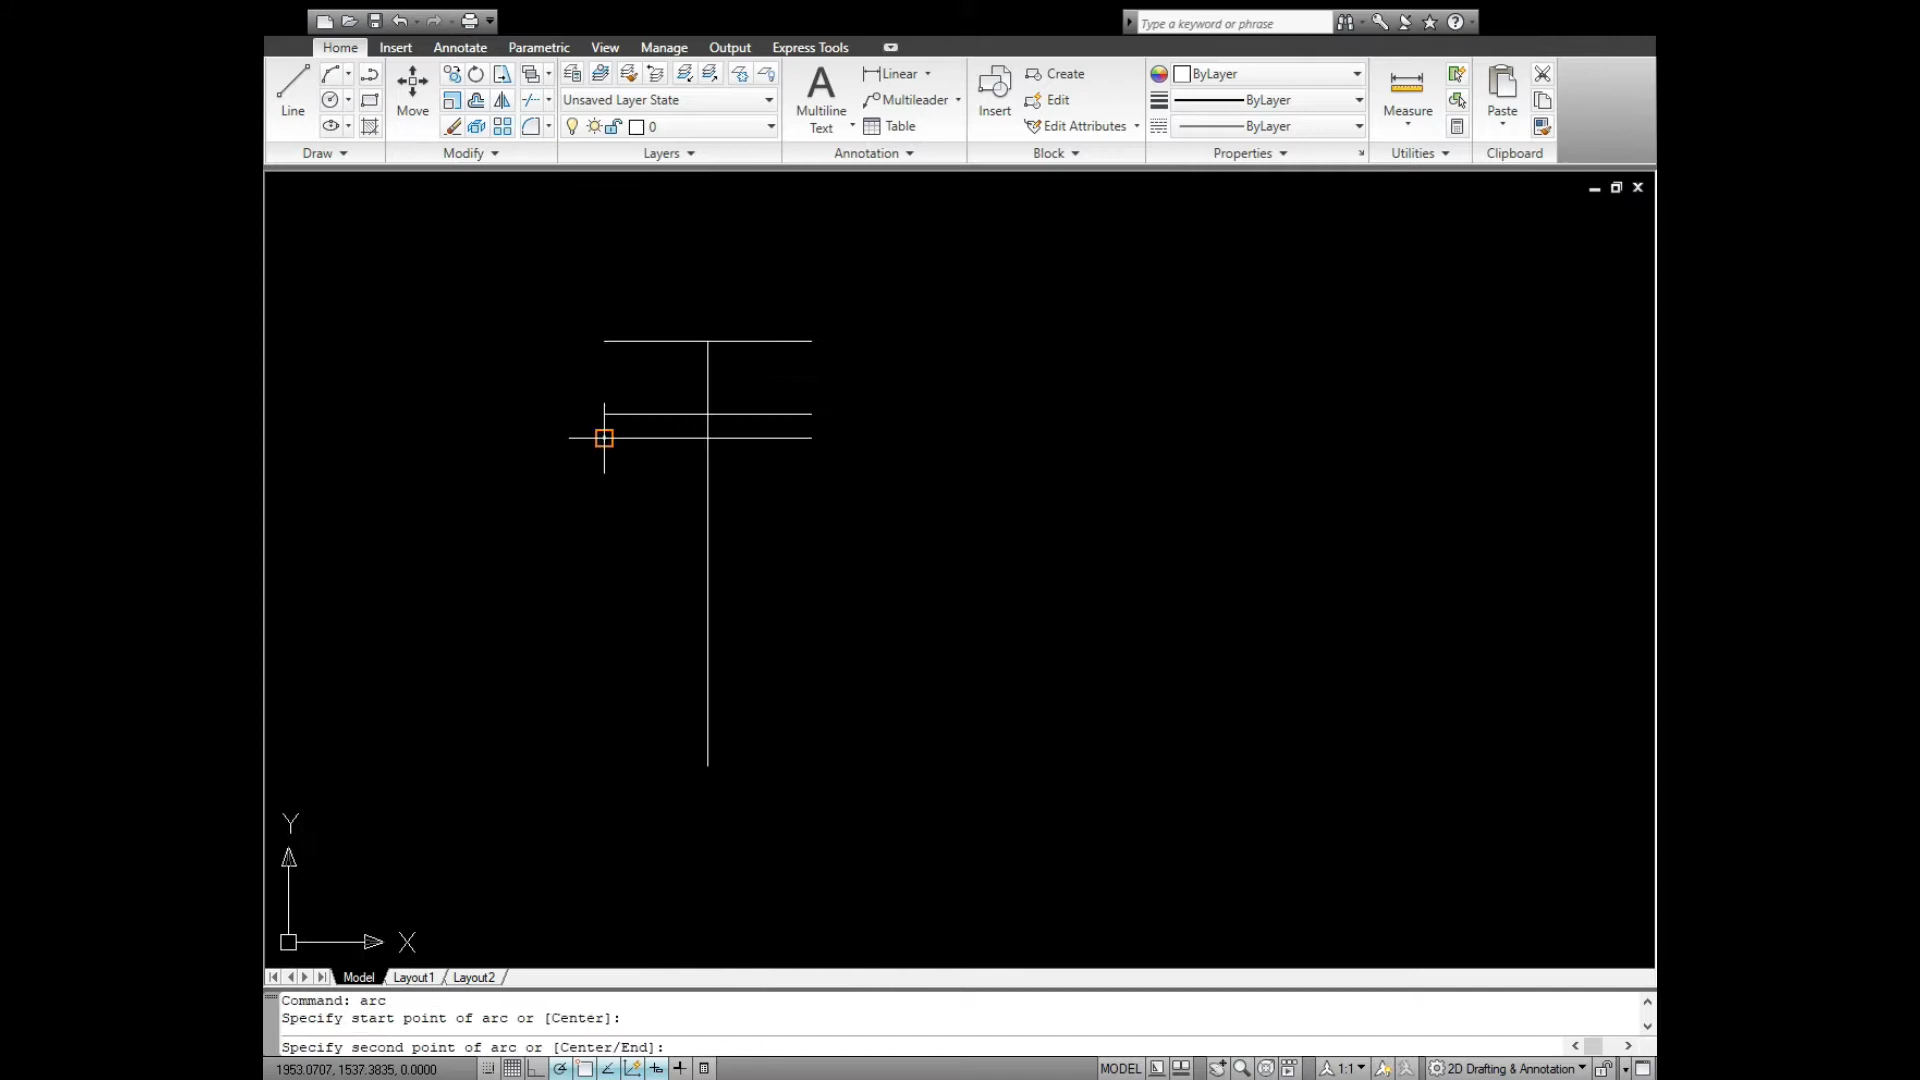 Type a keyword or phrase
Home Insert Annotate Parametric View Manage Output Express Tools
Line
Move
Unsaved Layer State
0
Multiline Text
Linear
Multileader
Table
Insert
Create
Edit
Edit Attributes
ByLayer
ByLayer
ByLayer
Measure
Paste
Draw Modify Layers Annotation Block Properties Utilities Clipboard
Y
X
Model Layout1 Layout2
Command: arc
Specify start point of arc or [Center]:
Specify second point of arc or [Center/End]:
1953.0707, 1537.3835, 0.0000 MODEL 1:1 2D Drafting & Annotation